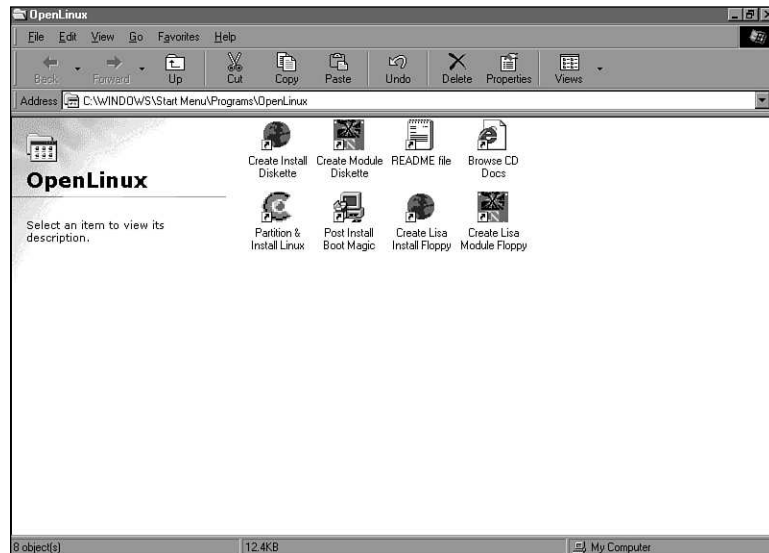 OpenLinux
File Edit View Go Favorites Help
Back Forward Up Cut Copy Paste Undo Delete Properties Views
Address C:\WINDOWS\Start Menu\Programs\OpenLinux
OpenLinux
Select an item to view its
description.
Create Install
Diskette
Create Module
Diskette
README file
Browse CD
Docs
Partition &
Install Linux
Post Install
Boot Magic
Create Lisa
Install Floppy
Create Lisa
Module Floppy
8 object(s) 12.4KB My Computer